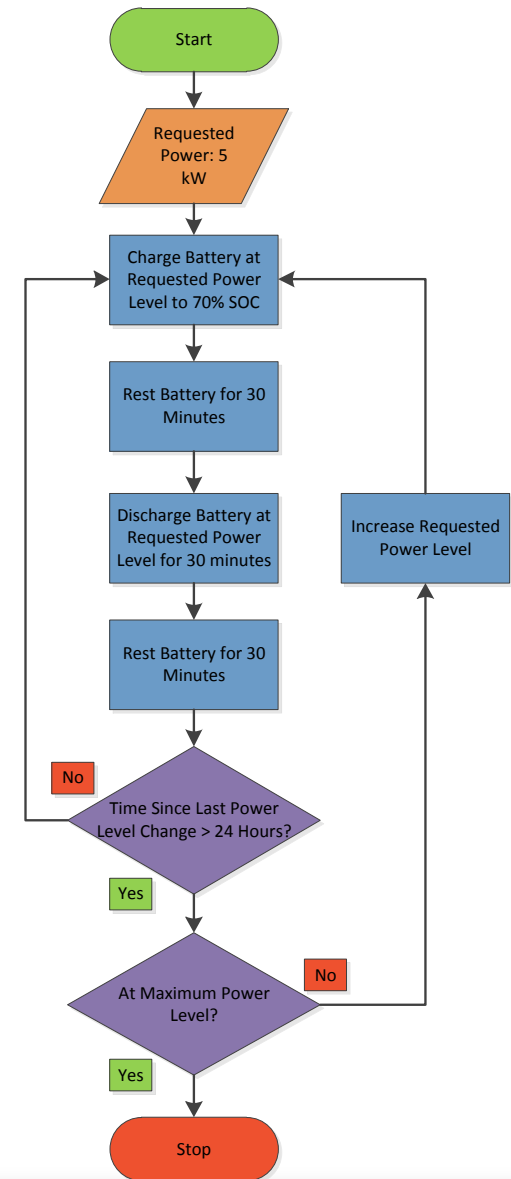 Start
Requested
Power: 5
kW
Charge Battery at
Requested Power
Level to 70% SOC
Rest Battery for 30
Minutes
Discharge Battery at
Requested Power
Level for 30 minutes
Increase Requested
Power Level
Rest Battery for 30
Minutes
No
Time Since Last Power
Level Change > 24 Hours?
Yes
At Maximum Power
Level?
No
Yes
Stop